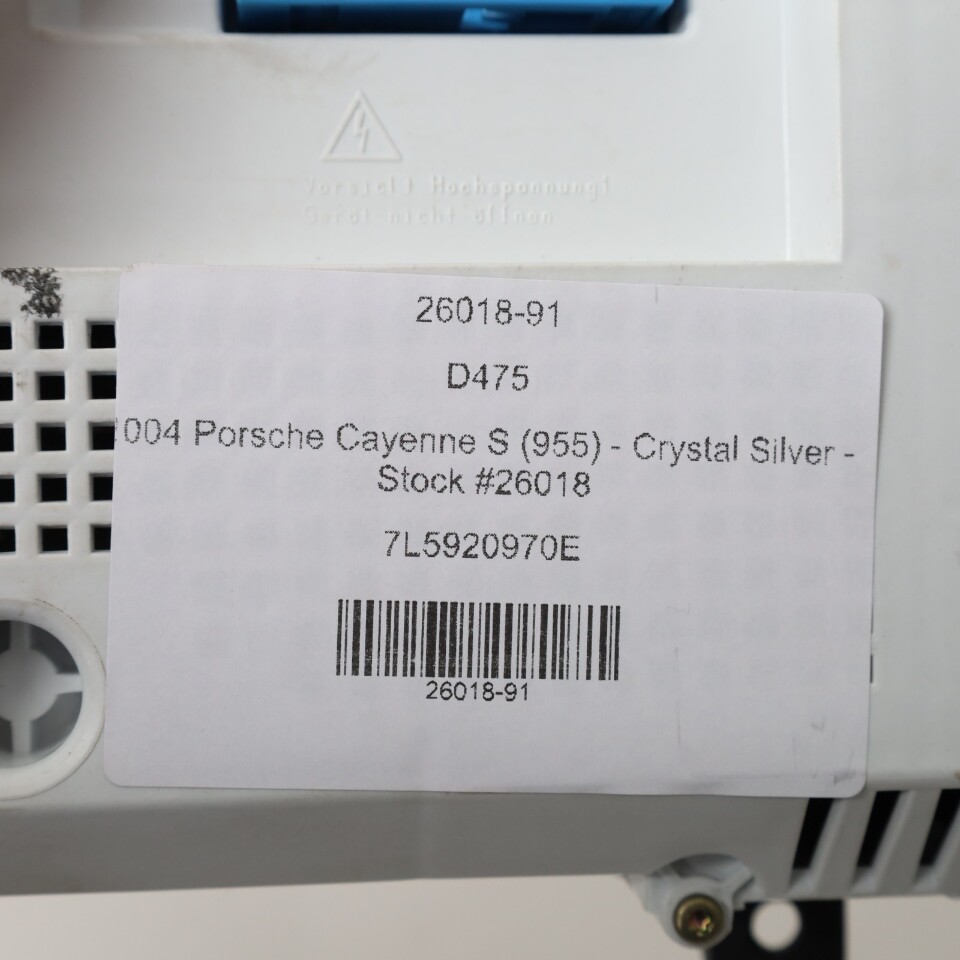 Vorsicht Hochspannung!
Gerät nicht öffnen
26018-91
D475
004 Porsche Cayenne S (955) - Crystal Silver -
Stock #26018
7L5920970E
26018-91